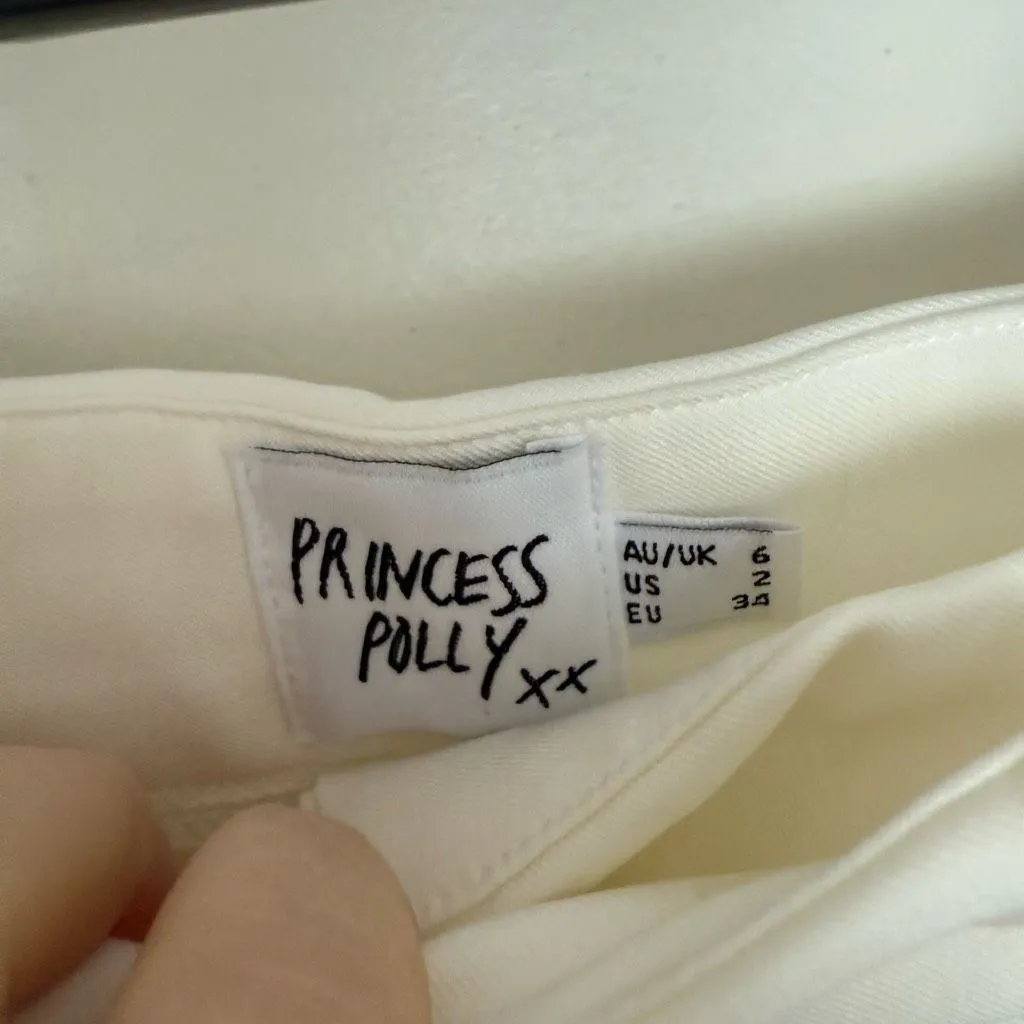 PRINCESS
POLLY xx
AU/UK 6
US 2
EU 34